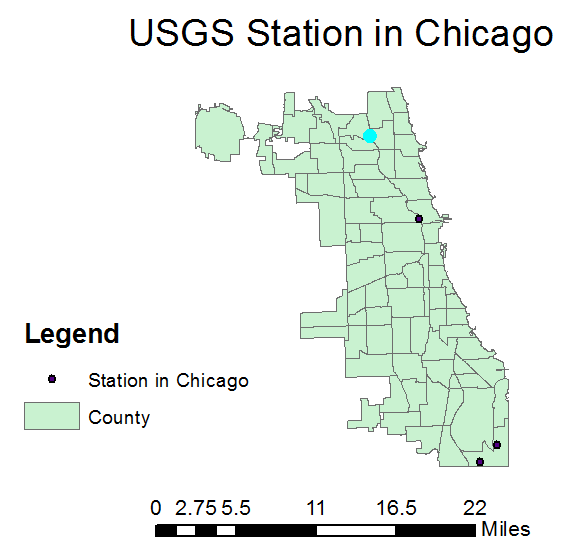 USGS Station in Chicago
Legend
Station in Chicago
County
0 2.75 5.5 11 16.5 22
Miles